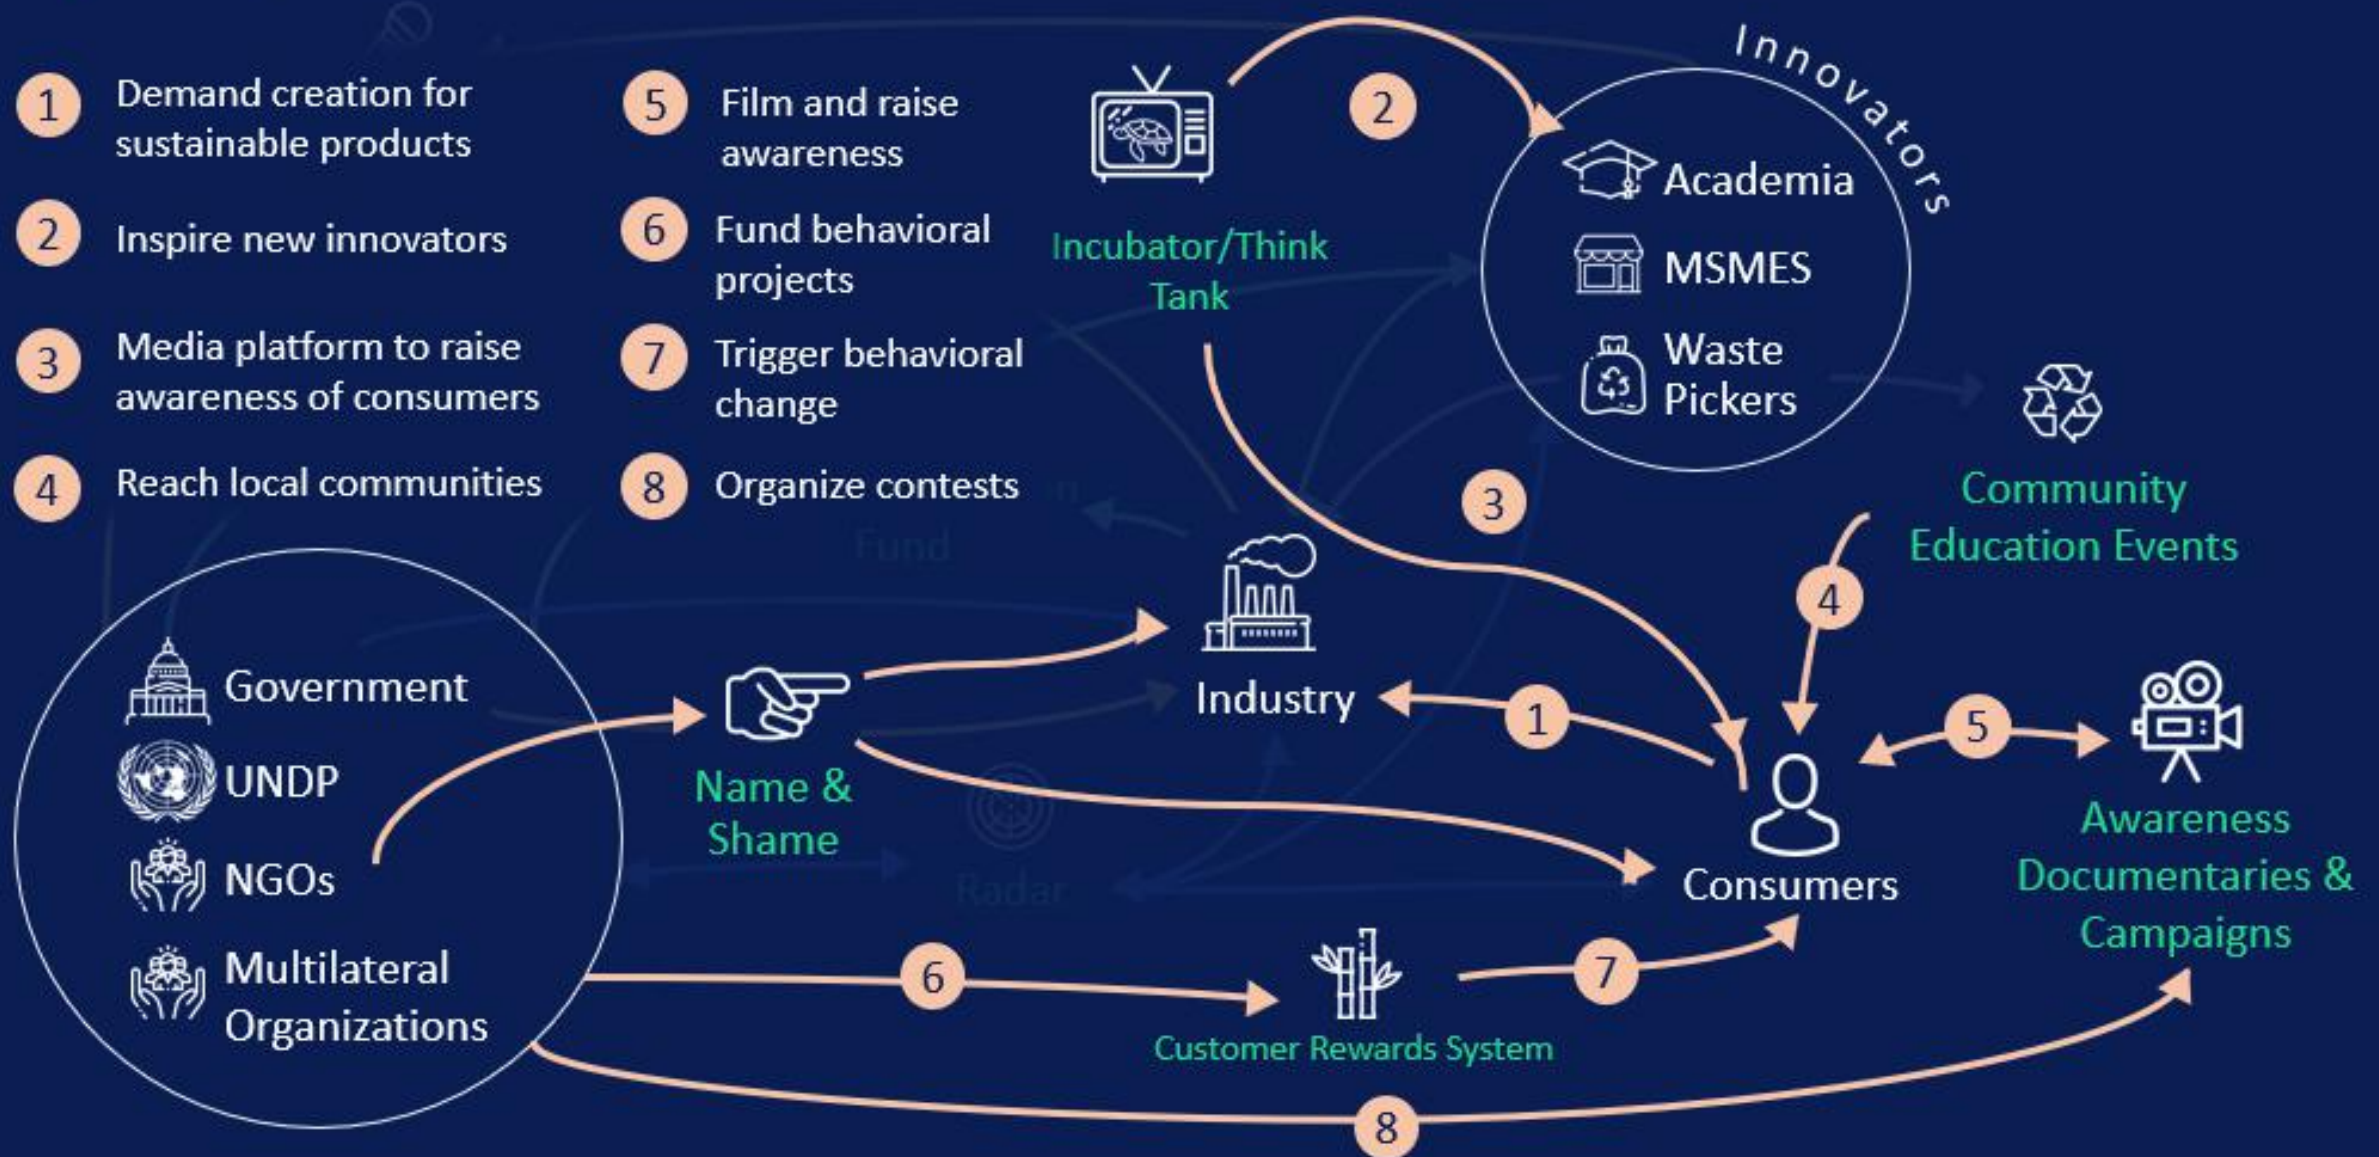 1 Demand creation for
sustainable products
2 Inspire new innovators
3 Media platform to raise
awareness of consumers
4 Reach local communities
5 Film and raise
awareness
6 Fund behavioral
projects
7 Trigger behavioral
change
8 Organize contests
Incubator/Think
Tank
2
Innovators
Academia
MSMES
Waste
Pickers
3
Community
Education Events
4
Fund
Government
UNDP
NGOs
Multilateral
Organizations
Name &
Shame
Industry
1
5
Radar
Consumers
Awareness
Documentaries &
Campaigns
6
7
Customer Rewards System
8